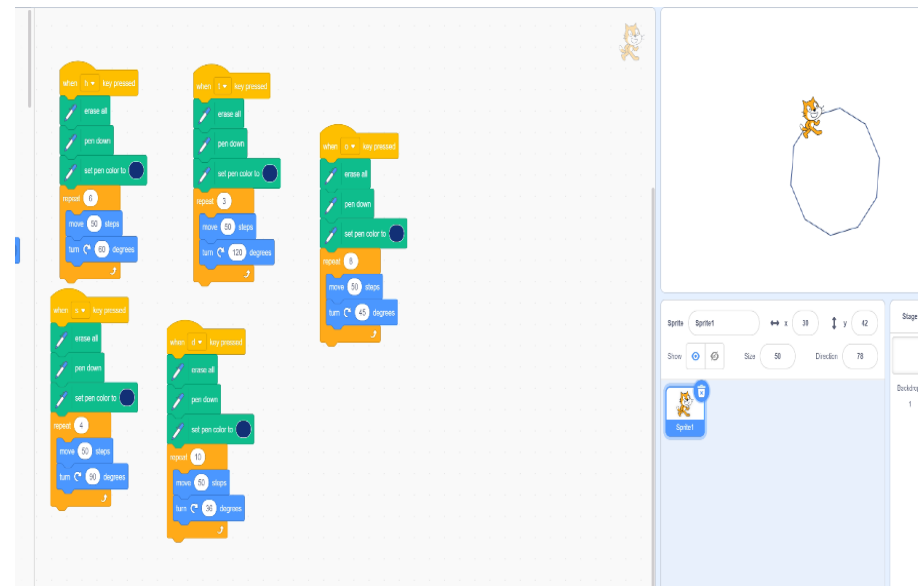 when h key pressed
erase all
pen down
set pen color to
repeat 6
move 50 steps
turn 60 degrees
when t key pressed
erase all
pen down
set pen color to
repeat 3
move 50 steps
turn 120 degrees
when o key pressed
erase all
pen down
set pen color to
repeat 8
move 50 steps
turn 45 degrees
when s key pressed
erase all
pen down
set pen color to
repeat 4
move 50 steps
turn 90 degrees
when d key pressed
erase all
pen down
set pen color to
repeat 10
move 50 steps
turn 36 degrees
Sprite Sprite1 x 39 y 42
Show Size 50 Direction 78
Sprite1
Stage
Backdrop
1